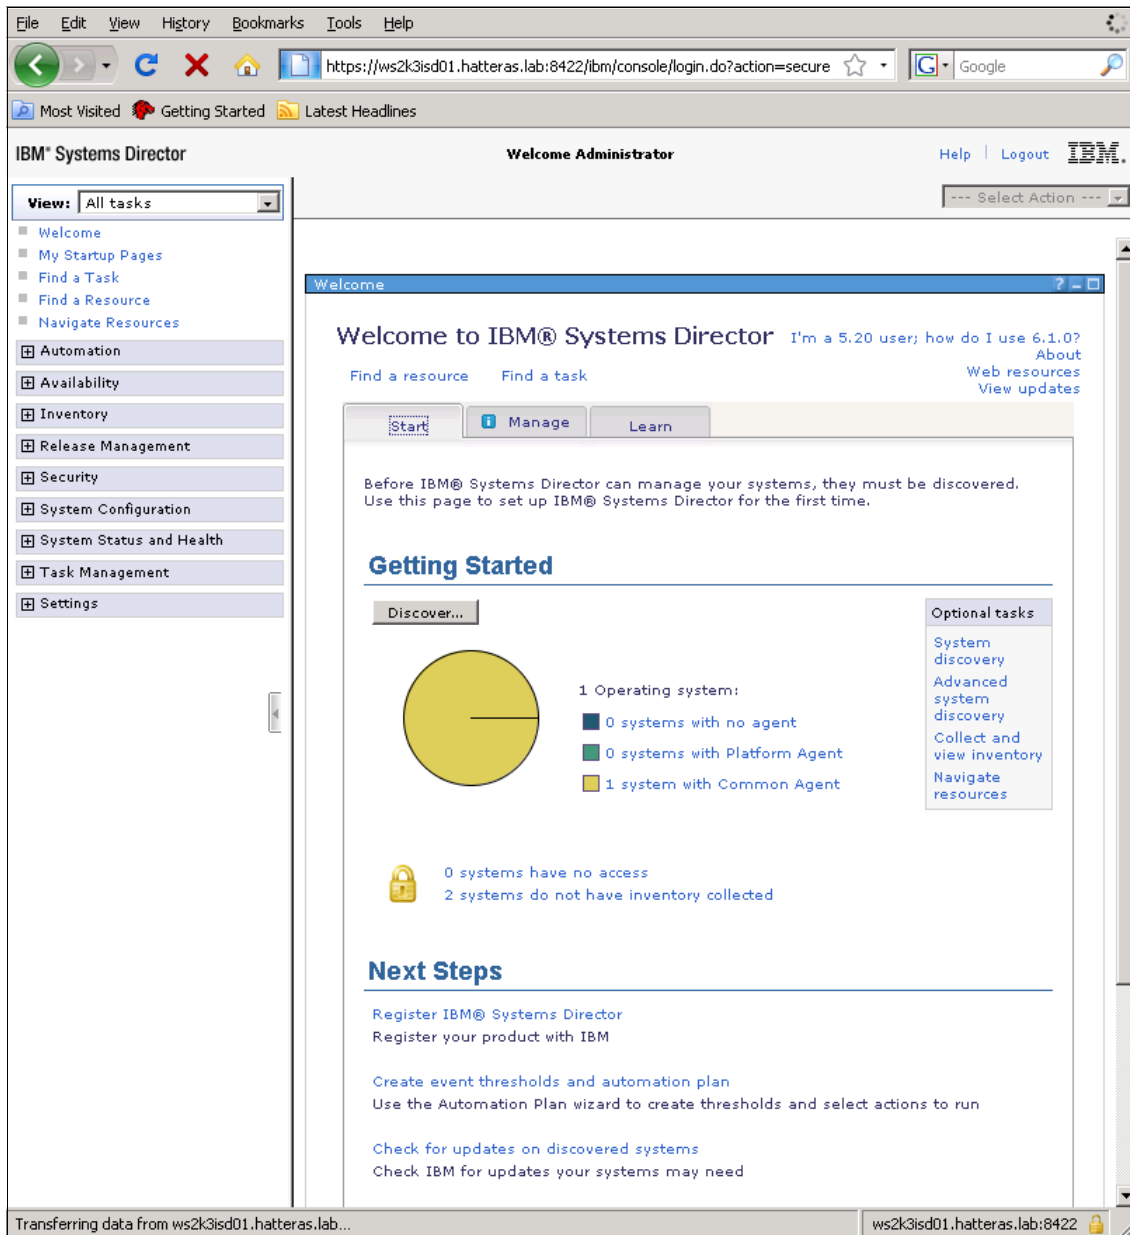 File Edit View History Bookmarks Tools Help
https://ws2k3isd01.hatteras.lab:8422/ibm/console/login.do?action=secure
G Google
Most Visited Getting Started Latest Headlines
IBM® Systems Director
Welcome Administrator
Help Logout IBM.
View: All tasks
--- Select Action ---
Welcome
My Startup Pages
Find a Task
Find a Resource
Navigate Resources
Automation
Availability
Inventory
Release Management
Security
System Configuration
System Status and Health
Task Management
Settings
Welcome
Welcome to IBM® Systems Director
I'm a 5.20 user; how do I use 6.1.0?
About
Web resources
View updates
Find a resource Find a task
Start Manage Learn
Before IBM® Systems Director can manage your systems, they must be discovered.
Use this page to set up IBM® Systems Director for the first time.
Getting Started
Discover...
1 Operating system:
0 systems with no agent
0 systems with Platform Agent
1 system with Common Agent
Optional tasks
System
discovery
Advanced
system
discovery
Collect and
view inventory
Navigate
resources
0 systems have no access
2 systems do not have inventory collected
Next Steps
Register IBM® Systems Director
Register your product with IBM
Create event thresholds and automation plan
Use the Automation Plan wizard to create thresholds and select actions to run
Check for updates on discovered systems
Check IBM for updates your systems may need
Transferring data from ws2k3isd01.hatteras.lab...
ws2k3isd01.hatteras.lab:8422